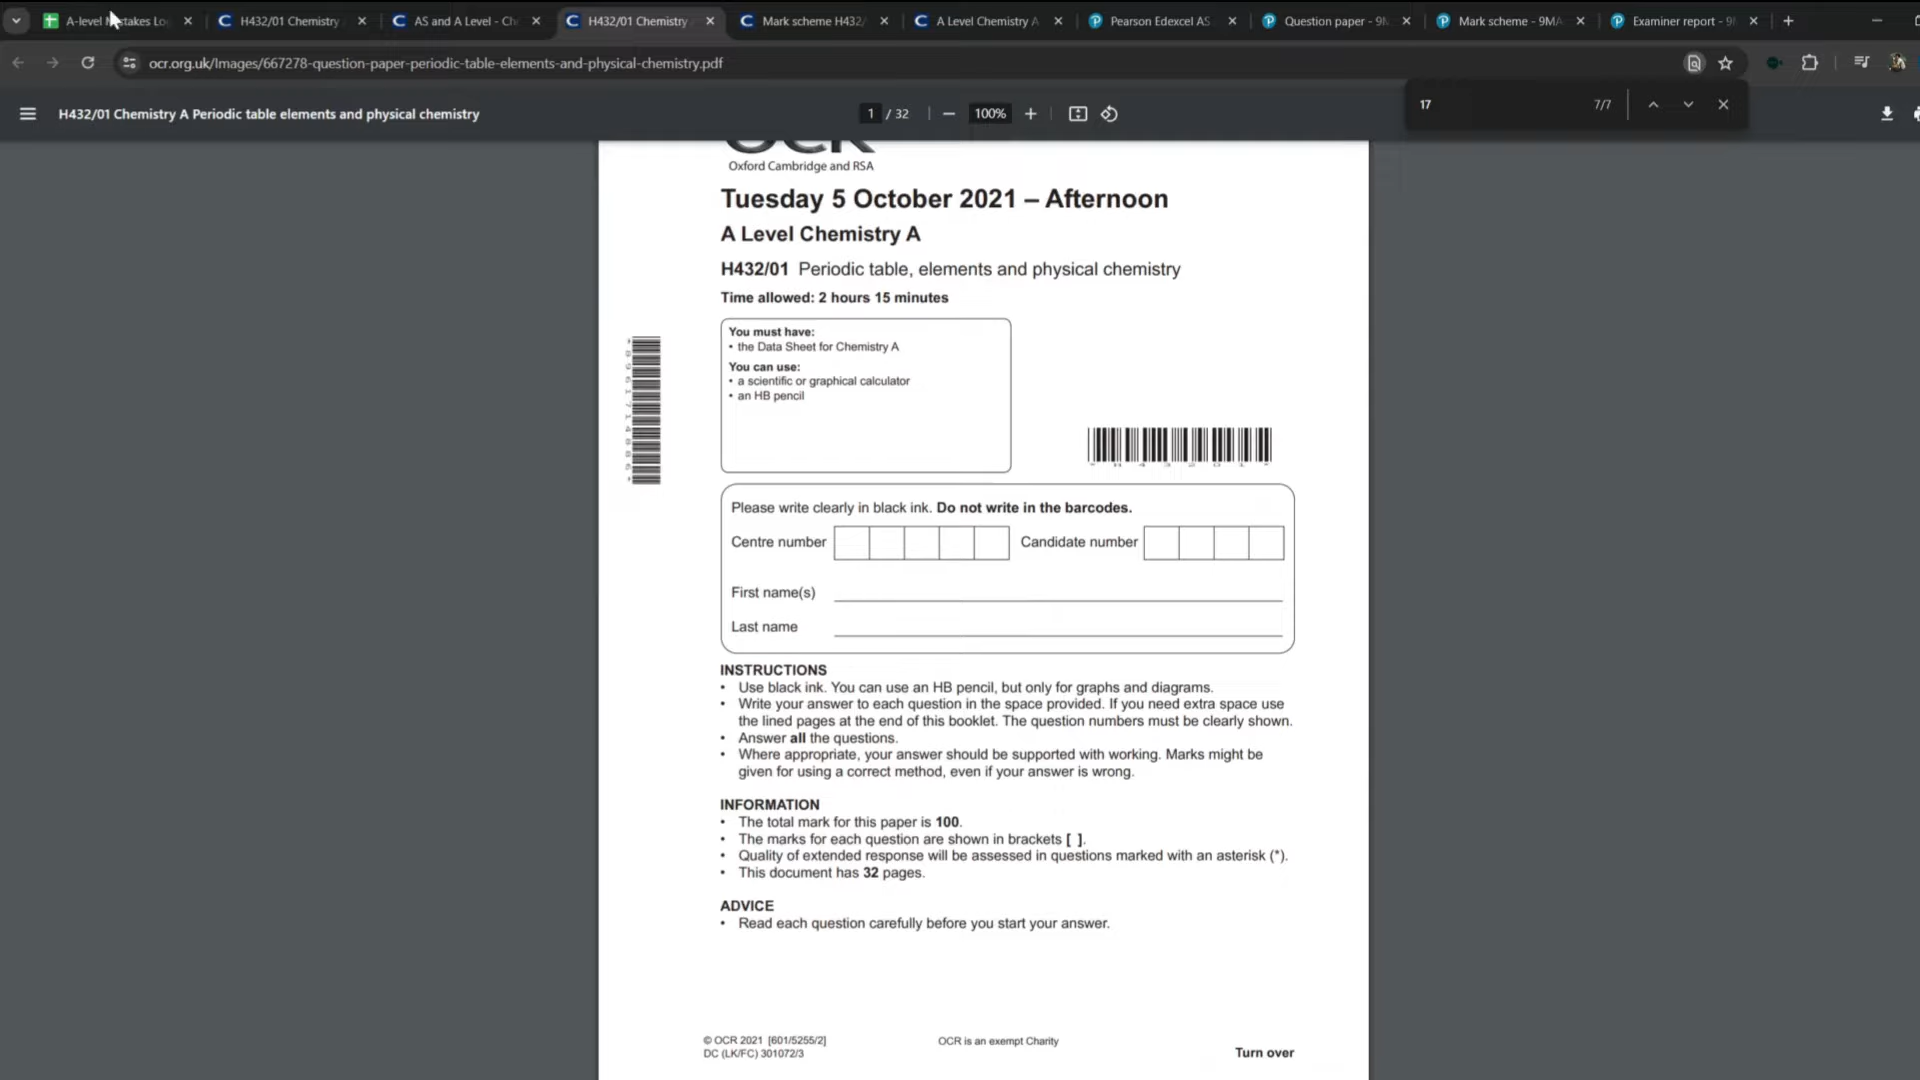 A-level Mistakes Lo
H432/01 Chemistry
AS and A Level - Ch
H432/01 Chemistry
Mark scheme H432/
A Level Chemistry A
Pearson Edexcel AS
Question paper - 9M
Mark scheme - 9MA
Examiner report - 9
ocr.org.uk/Images/667278-question-paper-periodic-table-elements-and-physical-chemistry.pdf
H432/01 Chemistry A Periodic table elements and physical chemistry
1 / 32
100%
17
7/7
OCR
Oxford Cambridge and RSA
Tuesday 5 October 2021 – Afternoon
A Level Chemistry A
H432/01 Periodic table, elements and physical chemistry
Time allowed: 2 hours 15 minutes
You must have:
• the Data Sheet for Chemistry A
You can use:
• a scientific or graphical calculator
• an HB pencil
* H 4 3 2 0 1 *
Please write clearly in black ink. Do not write in the barcodes.
Centre number
Candidate number
First name(s)
Last name
INSTRUCTIONS
• Use black ink. You can use an HB pencil, but only for graphs and diagrams.
• Write your answer to each question in the space provided. If you need extra space use
the lined pages at the end of this booklet. The question numbers must be clearly shown.
• Answer all the questions.
• Where appropriate, your answer should be supported with working. Marks might be
given for using a correct method, even if your answer is wrong.
INFORMATION
• The total mark for this paper is 100.
• The marks for each question are shown in brackets [ ].
• Quality of extended response will be assessed in questions marked with an asterisk (*).
• This document has 32 pages.
ADVICE
• Read each question carefully before you start your answer.
© OCR 2021 [601/5255/2]
DC (LK/FC) 301072/3
OCR is an exempt Charity
Turn over